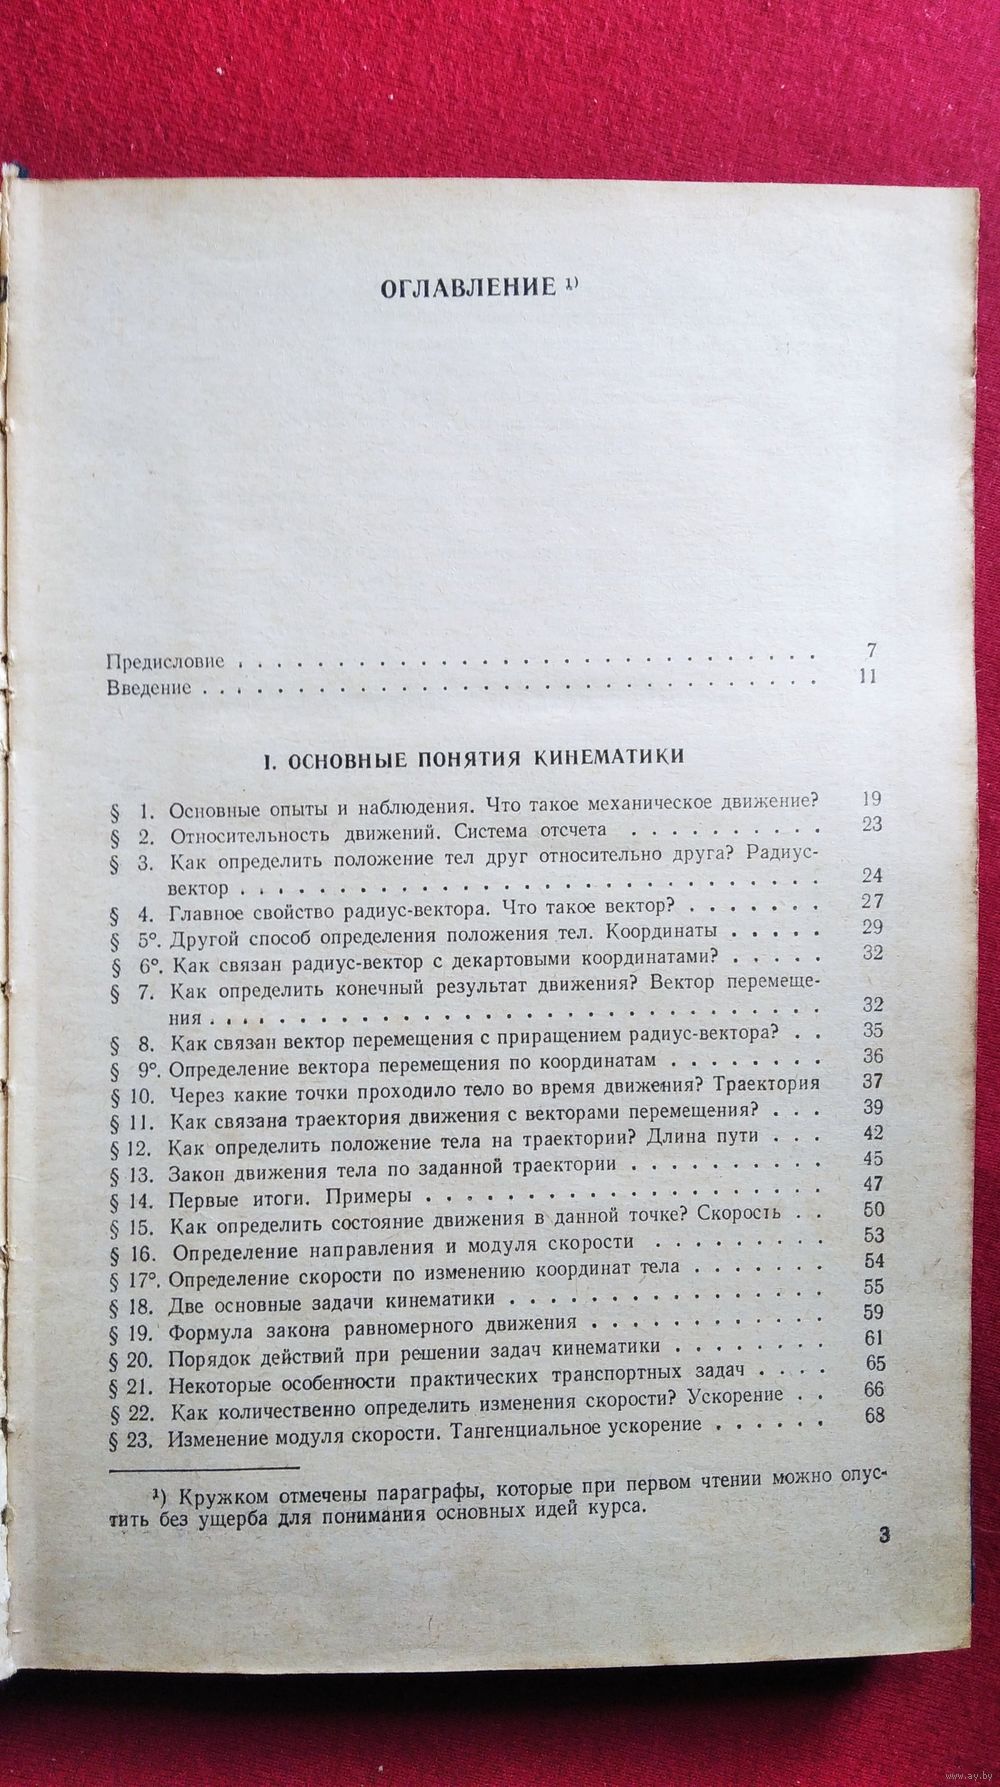 ОГЛАВЛЕНИЕ 1)
Предисловие . . . . . . . . . . . . . . . . . . . . . . . . . . . . . . 7
Введение . . . . . . . . . . . . . . . . . . . . . . . . . . . . . . . . 11
I. ОСНОВНЫЕ ПОНЯТИЯ КИНЕМАТИКИ
§ 1. Основные опыты и наблюдения. Что такое механическое движение? 19
§ 2. Относительность движений. Система отсчета . . . . . . . . . . 23
§ 3. Как определить положение тел друг относительно друга? Радиус-
вектор . . . . . . . . . . . . . . . . . . . . . . . . . . . . . 24
§ 4. Главное свойство радиус-вектора. Что такое вектор? . . . . . . . 27
§ 5°. Другой способ определения положения тел. Координаты . . . . . 29
§ 6°. Как связан радиус-вектор с декартовыми координатами? . . . . . 32
§ 7. Как определить конечный результат движения? Вектор перемеще-
ния . . . . . . . . . . . . . . . . . . . . . . . . . . . . . . 32
§ 8. Как связан вектор перемещения с приращением радиус-вектора? . . 35
§ 9°. Определение вектора перемещения по координатам . . . . . . . . 36
§ 10. Через какие точки проходило тело во время движения? Траектория 37
§ 11. Как связана траектория движения с векторами перемещения? . . . 39
§ 12. Как определить положение тела на траектории? Длина пути . . . 42
§ 13. Закон движения тела по заданной траектории . . . . . . . . . . 45
§ 14. Первые итоги. Примеры . . . . . . . . . . . . . . . . . . . . 47
§ 15. Как определить состояние движения в данной точке? Скорость . . 50
§ 16. Определение направления и модуля скорости . . . . . . . . . 53
§ 17°. Определение скорости по изменению координат тела . . . . . . . 54
§ 18. Две основные задачи кинематики . . . . . . . . . . . . . . . . 55
§ 19. Формула закона равномерного движения . . . . . . . . . . . . 59
§ 20. Порядок действий при решении задач кинематики . . . . . . . . 61
§ 21. Некоторые особенности практических транспортных задач . . . . 65
§ 22. Как количественно определить изменения скорости? Ускорение . . 66
§ 23. Изменение модуля скорости. Тангенциальное ускорение . . . . . . 68
1) Кружком отмечены параграфы, которые при первом чтении можно опус-
тить без ущерба для понимания основных идей курса.
3
www.ay.by